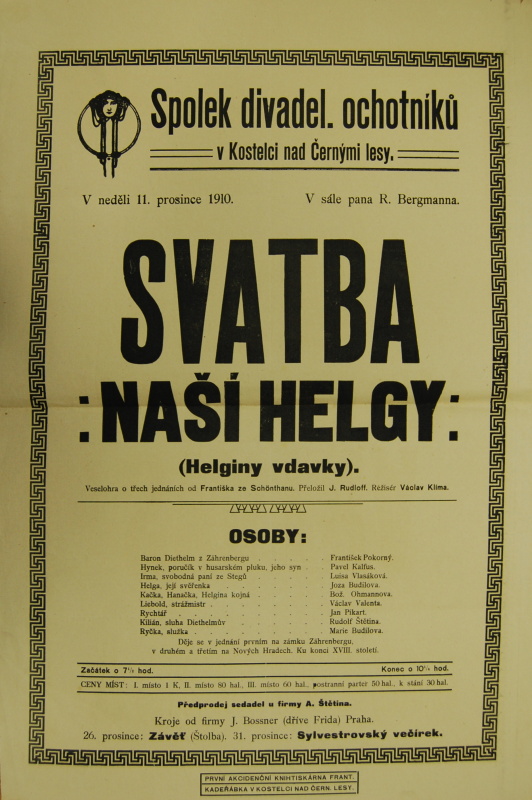 Spolek divadel. ochotníků
v Kostelci nad Černými lesy.
V neděli 11. prosince 1910. V sále pana R. Bergmanna.
SVATBA
: NAŠÍ HELGY :
(Helginy vdavky).
Veselohra o třech jednáních od Františka ze Schönthanu. Přeložil J. Rudloff. Režisér Václav Klíma.
OSOBY:
Baron Diethelm z Zährenbergu . . . . . František Pokorný.
Hynek, poručík v husarském pluku, jeho syn . . Pavel Kalfus.
Irma, svobodná paní ze Stegů . . . . . Luisa Vlasáková.
Helga, její svěřenka . . . . . . Joza Budilova.
Kačka, Hanačka, Helgina kojná . . . . . Bož. Ohmannova.
Liebold, strážmistr . . . . . . Václav Valenta.
Rychtář . . . . . . . . Jan Pikart.
Kilián, sluha Diethelmův . . . . . Rudolf Štětina.
Ryčka, služka . . . . . . . Marie Budilova.
Děje se v jednání prvním na zámku Zährenbergu,
v druhém a třetím na Nových Hradech. Ku konci XVIII. století.
Začátek o 7½ hod. Konec o 10½ hod.
CENY MÍST: I. místo 1 K, II. místo 80 hal., III. místo 60 hal., postranní parter 50 hal., k stání 30 hal.
Předprodej sedadel u firmy A. Štětina.
Kroje od firmy J. Bossner (dříve Frida) Praha.
26. prosince: Závěť (Štolba). 31. prosince: Sylvestrovský večírek.
PRVNÍ AKCIDENČNÍ KNIHTISKÁRNA FRANT.
KADEŘÁBKA V KOSTELCI NAD ČERN. LESY.